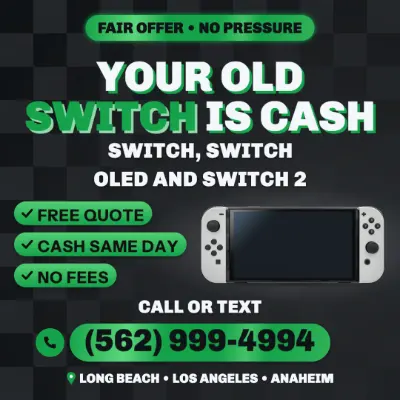 FAIR OFFER • NO PRESSURE
YOUR OLD
SWITCH IS CASH
SWITCH, SWITCH
OLED AND SWITCH 2
✓ FREE QUOTE
✓ CASH SAME DAY
✓ NO FEES
CALL OR TEXT
(562) 999-4994
LONG BEACH • LOS ANGELES • ANAHEIM